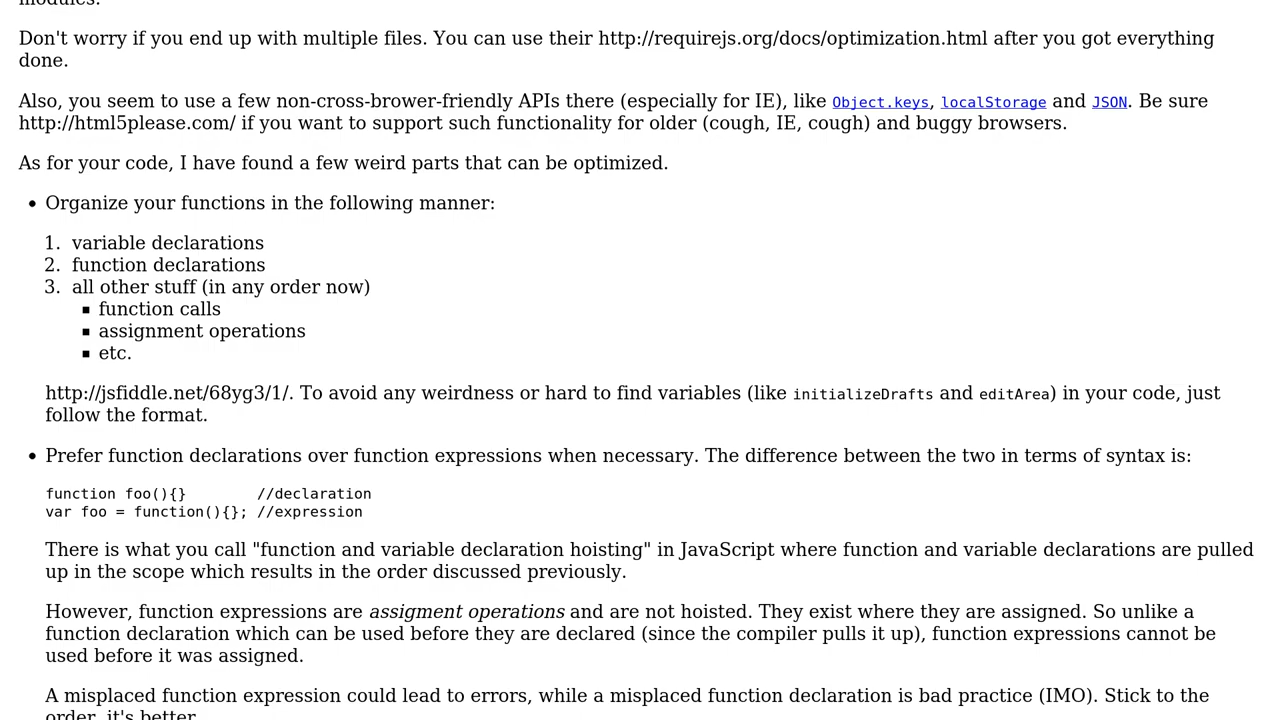 modules.
Don't worry if you end up with multiple files. You can use their http://requirejs.org/docs/optimization.html after you got everything
done.
Also, you seem to use a few non-cross-brower-friendly APIs there (especially for IE), like Object.keys, localStorage and JSON. Be sure
http://html5please.com/ if you want to support such functionality for older (cough, IE, cough) and buggy browsers.
As for your code, I have found a few weird parts that can be optimized.
• Organize your functions in the following manner:
1. variable declarations
2. function declarations
3. all other stuff (in any order now)
▪ function calls
▪ assignment operations
▪ etc.
http://jsfiddle.net/68yg3/1/. To avoid any weirdness or hard to find variables (like initializeDrafts and editArea) in your code, just
follow the format.
• Prefer function declarations over function expressions when necessary. The difference between the two in terms of syntax is:
function foo(){}        //declaration
var foo = function(){}; //expression
There is what you call "function and variable declaration hoisting" in JavaScript where function and variable declarations are pulled
up in the scope which results in the order discussed previously.
However, function expressions are assigment operations and are not hoisted. They exist where they are assigned. So unlike a
function declaration which can be used before they are declared (since the compiler pulls it up), function expressions cannot be
used before it was assigned.
A misplaced function expression could lead to errors, while a misplaced function declaration is bad practice (IMO). Stick to the
order, it's better.